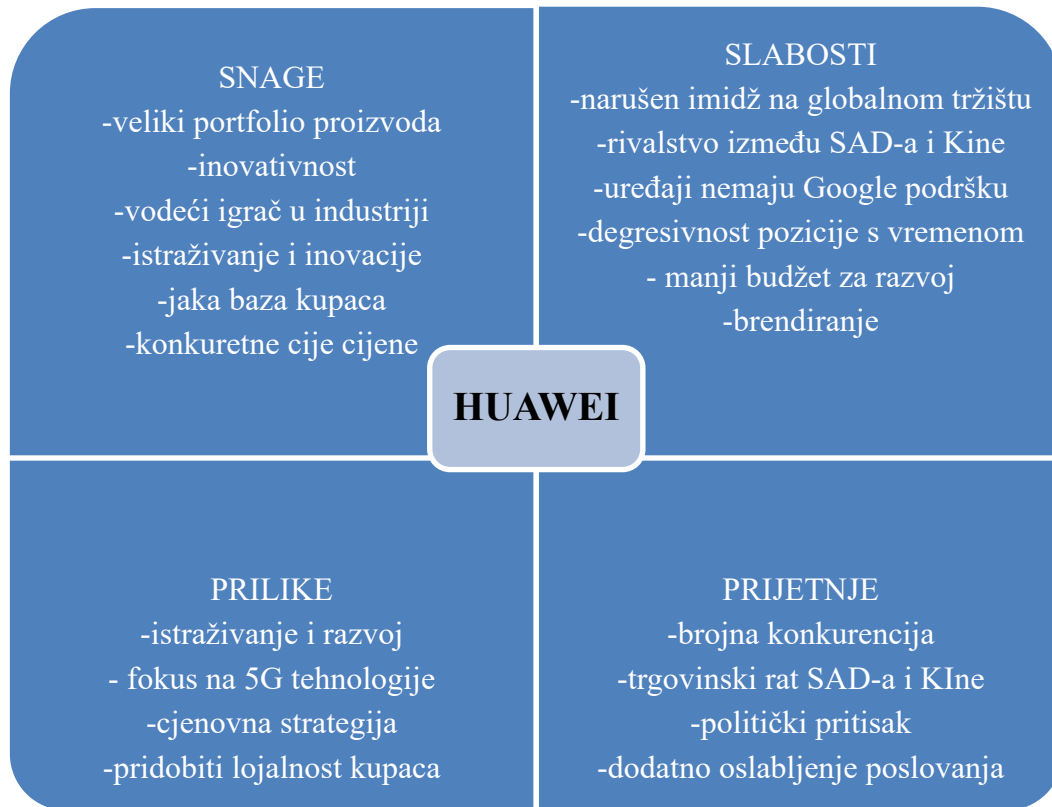 SNAGE
-veliki portfolio proizvoda
-inovativnost
-vodeći igrač u industriji
-istraživanje i inovacije
-jaka baza kupaca
-konkuretne cije cijene
SLABOSTI
-narušen imidž na globalnom tržištu
-rivalstvo između SAD-a i Kine
-uređaji nemaju Google podršku
-degresivnost pozicije s vremenom
- manji budžet za razvoj
-brendiranje
HUAWEI
PRILIKE
-istraživanje i razvoj
- fokus na 5G tehnologije
-cjenovna strategija
-pridobiti lojalnost kupaca
PRIJETNJE
-brojna konkurencija
-trgovinski rat SAD-a i KIne
-politički pritisak
-dodatno oslabljenje poslovanja